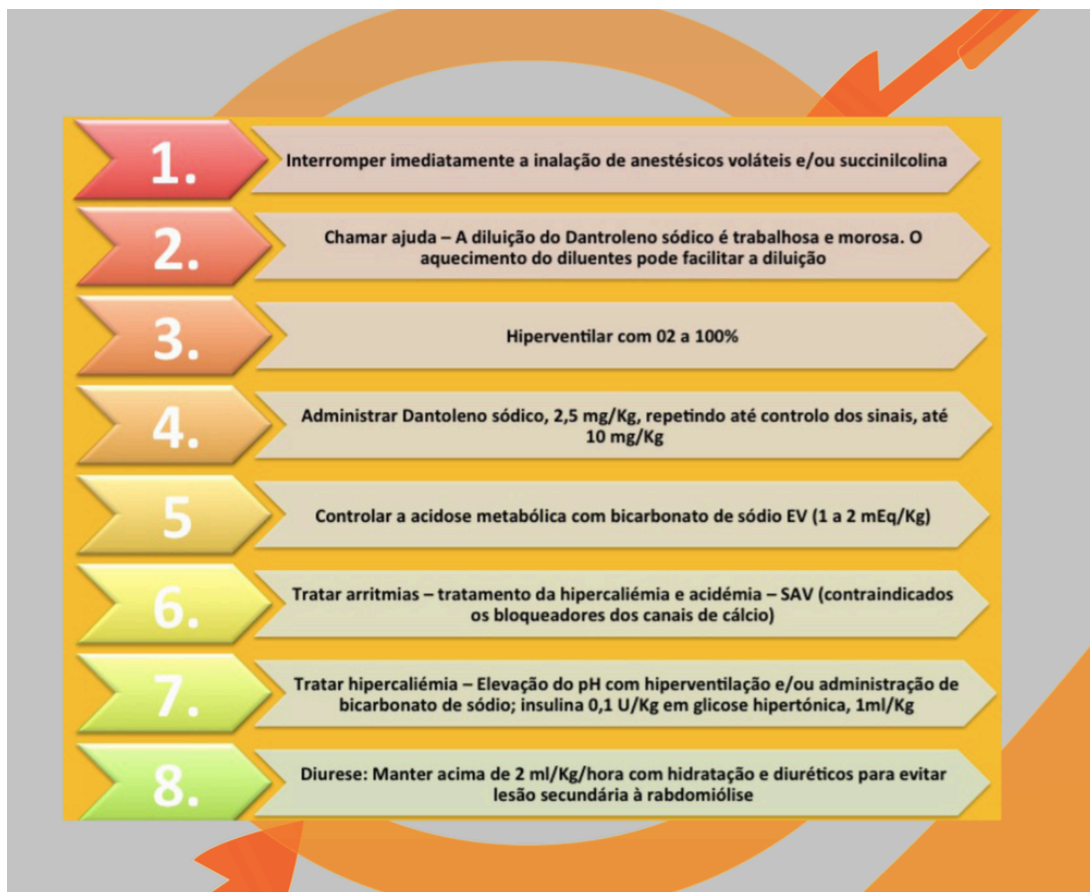 1.
Interromper imediatamente a inalação de anestésicos voláteis e/ou succinilcolina
2.
Chamar ajuda – A diluição do Dantroleno sódico é trabalhosa e morosa. O
aquecimento do diluentes pode facilitar a diluição
3.
Hiperventilar com 02 a 100%
4.
Administrar Dantoleno sódico, 2,5 mg/Kg, repetindo até controlo dos sinais, até
10 mg/Kg
5
Controlar a acidose metabólica com bicarbonato de sódio EV (1 a 2 mEq/Kg)
6.
Tratar arritmias – tratamento da hipercaliémia e acidémia – SAV (contraindicados
os bloqueadores dos canais de cálcio)
7.
Tratar hipercaliémia – Elevação do pH com hiperventilação e/ou administração de
bicarbonato de sódio; insulina 0,1 U/Kg em glicose hipertónica, 1ml/Kg
8.
Diurese: Manter acima de 2 ml/Kg/hora com hidratação e diuréticos para evitar
lesão secundária à rabdomiólise